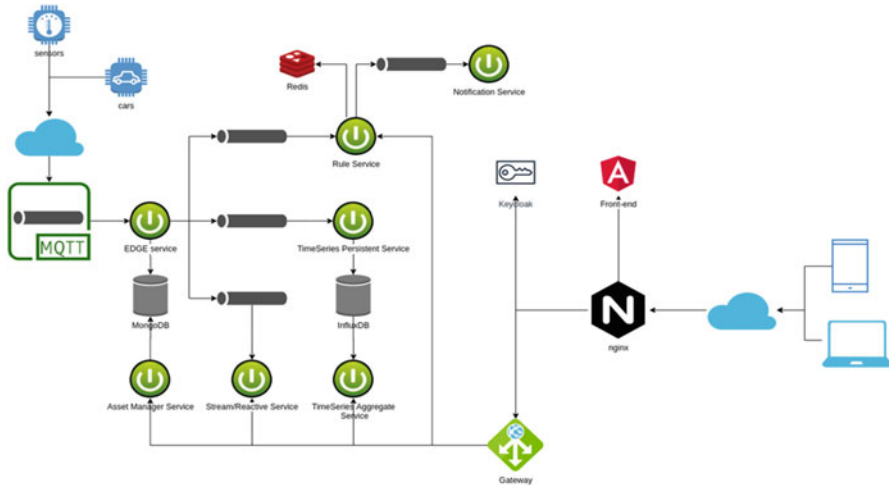 sensors
cars
Redis
Notification Service
Rule Service
Keycloak
Front-end
MQTT
EDGE service
TimeSeries Persistent Service
MongoDB
InfluxDB
N
nginx
Asset Manager Service
Stream/Reactive Service
TimeSeries Aggregate
Service
Gateway